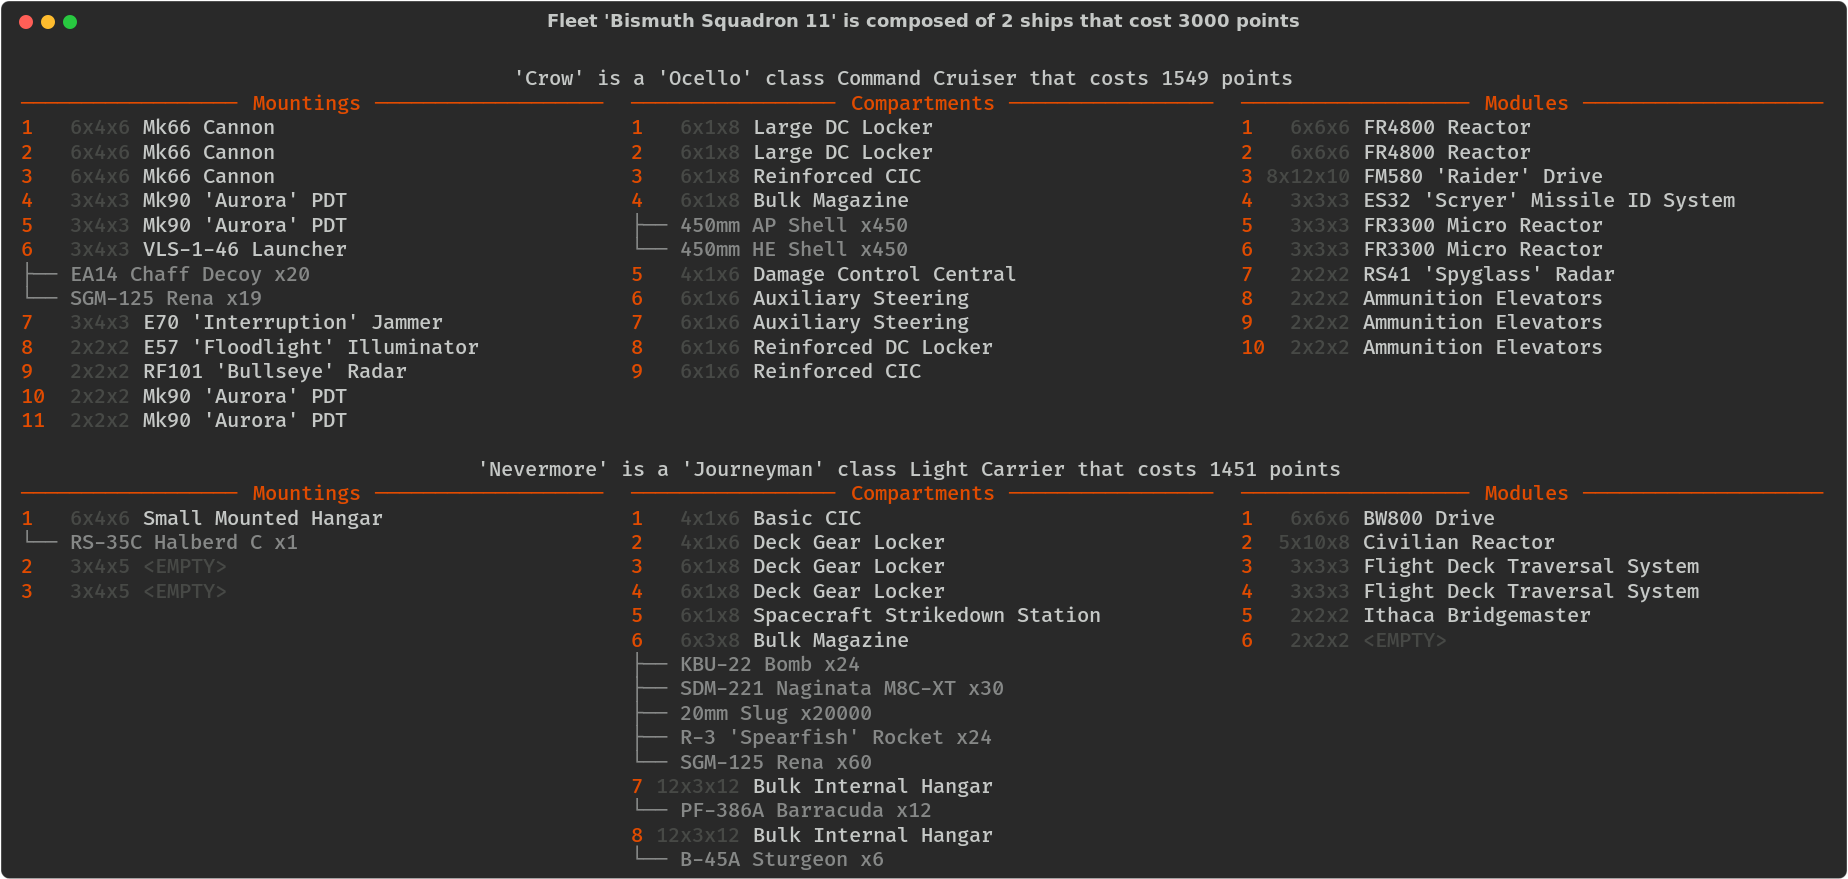 Fleet 'Bismuth Squadron 11' is composed of 2 ships that cost 3000 points
'Crow' is a 'Ocello' class Command Cruiser that costs 1549 points
Mountings
1 6x4x6 Mk66 Cannon
2 6x4x6 Mk66 Cannon
3 6x4x6 Mk66 Cannon
4 3x4x3 Mk90 'Aurora' PDT
5 3x4x3 Mk90 'Aurora' PDT
6 3x4x3 VLS-1-46 Launcher
EA14 Chaff Decoy x20
SGM-125 Rena x19
7 3x4x3 E70 'Interruption' Jammer
8 2x2x2 E57 'Floodlight' Illuminator
9 2x2x2 RF101 'Bullseye' Radar
10 2x2x2 Mk90 'Aurora' PDT
11 2x2x2 Mk90 'Aurora' PDT
Compartments
1 6x1x8 Large DC Locker
2 6x1x8 Large DC Locker
3 6x1x8 Reinforced CIC
4 6x1x8 Bulk Magazine
450mm AP Shell x450
450mm HE Shell x450
5 4x1x6 Damage Control Central
6 6x1x6 Auxiliary Steering
7 6x1x6 Auxiliary Steering
8 6x1x6 Reinforced DC Locker
9 6x1x6 Reinforced CIC
Modules
1 6x6x6 FR4800 Reactor
2 6x6x6 FR4800 Reactor
3 8x12x10 FM580 'Raider' Drive
4 3x3x3 ES32 'Scryer' Missile ID System
5 3x3x3 FR3300 Micro Reactor
6 3x3x3 FR3300 Micro Reactor
7 2x2x2 RS41 'Spyglass' Radar
8 2x2x2 Ammunition Elevators
9 2x2x2 Ammunition Elevators
10 2x2x2 Ammunition Elevators
'Nevermore' is a 'Journeyman' class Light Carrier that costs 1451 points
Mountings
1 6x4x6 Small Mounted Hangar
RS-35C Halberd C x1
2 3x4x5 <EMPTY>
3 3x4x5 <EMPTY>
Compartments
1 4x1x6 Basic CIC
2 4x1x6 Deck Gear Locker
3 6x1x8 Deck Gear Locker
4 6x1x8 Deck Gear Locker
5 6x1x8 Spacecraft Strikedown Station
6 6x3x8 Bulk Magazine
KBU-22 Bomb x24
SDM-221 Naginata M8C-XT x30
20mm Slug x20000
R-3 'Spearfish' Rocket x24
SGM-125 Rena x60
7 12x3x12 Bulk Internal Hangar
PF-386A Barracuda x12
8 12x3x12 Bulk Internal Hangar
B-45A Sturgeon x6
Modules
1 6x6x6 BW800 Drive
2 5x10x8 Civilian Reactor
3 3x3x3 Flight Deck Traversal System
4 3x3x3 Flight Deck Traversal System
5 2x2x2 Ithaca Bridgemaster
6 2x2x2 <EMPTY>